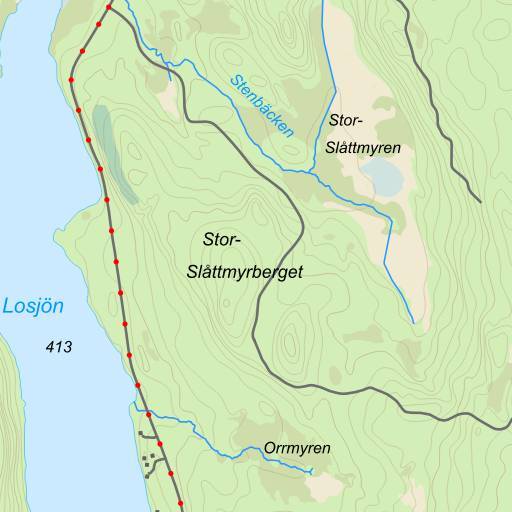 Stenbäcken
Stor-
Slåttmyren
Stor-
Slåttmyrberget
Losjön
413
Orrmyren